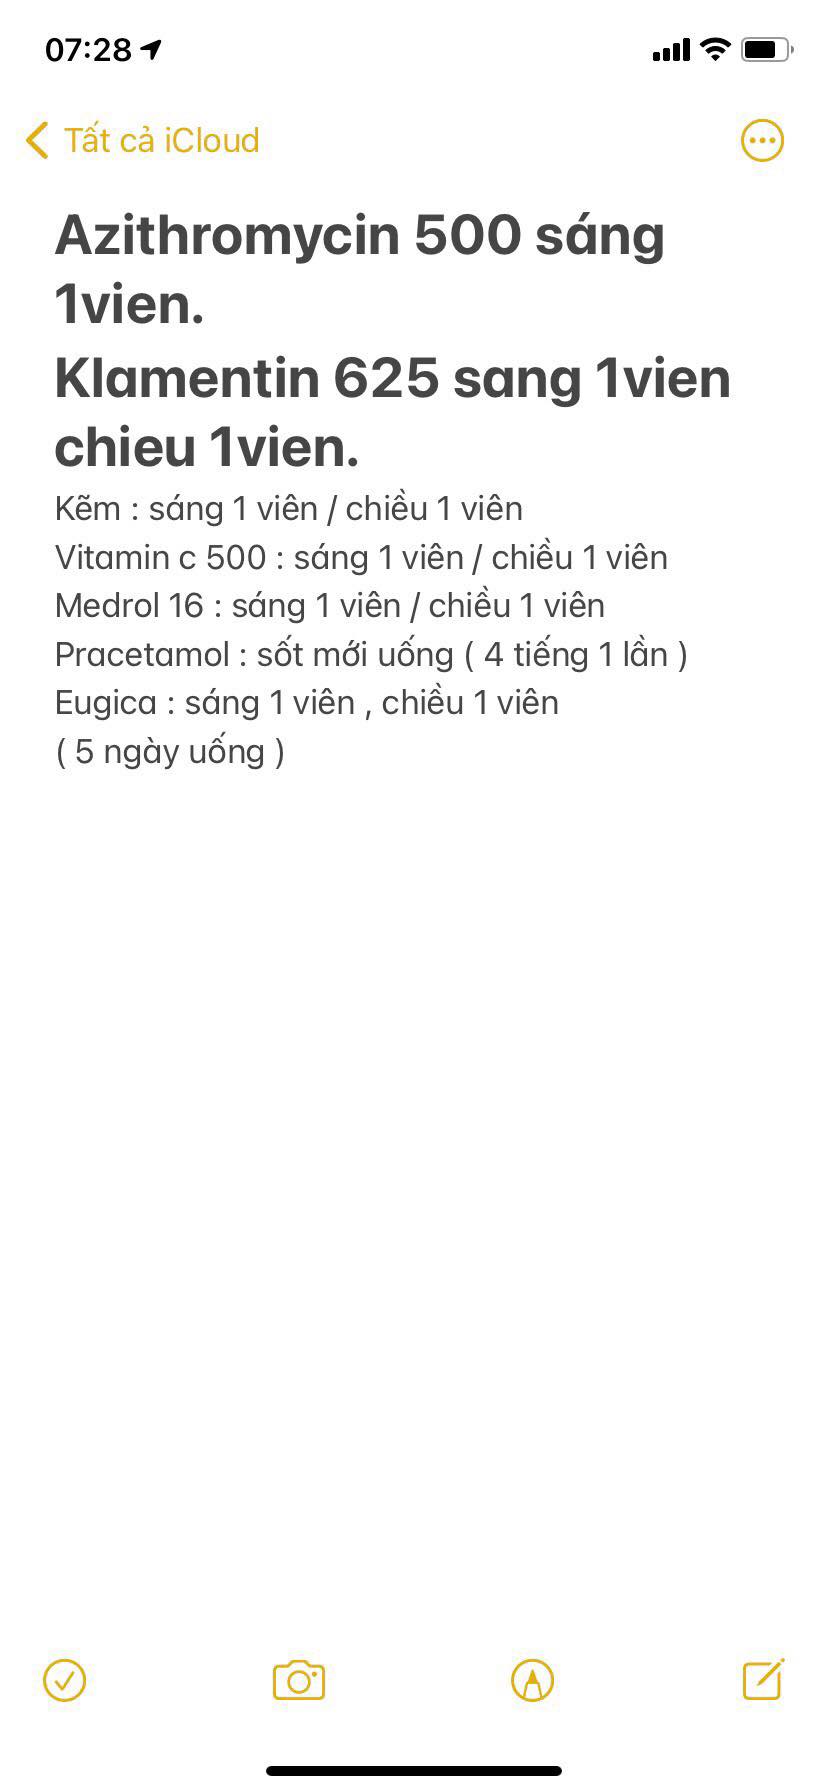 07:28
Tất cả iCloud
Azithromycin 500 sáng
1vien.
Klamentin 625 sang 1vien
chieu 1vien.
Kẽm : sáng 1 viên / chiều 1 viên
Vitamin c 500 : sáng 1 viên / chiều 1 viên
Medrol 16 : sáng 1 viên / chiều 1 viên
Pracetamol : sốt mới uống ( 4 tiếng 1 lần )
Eugica : sáng 1 viên , chiều 1 viên
( 5 ngày uống )